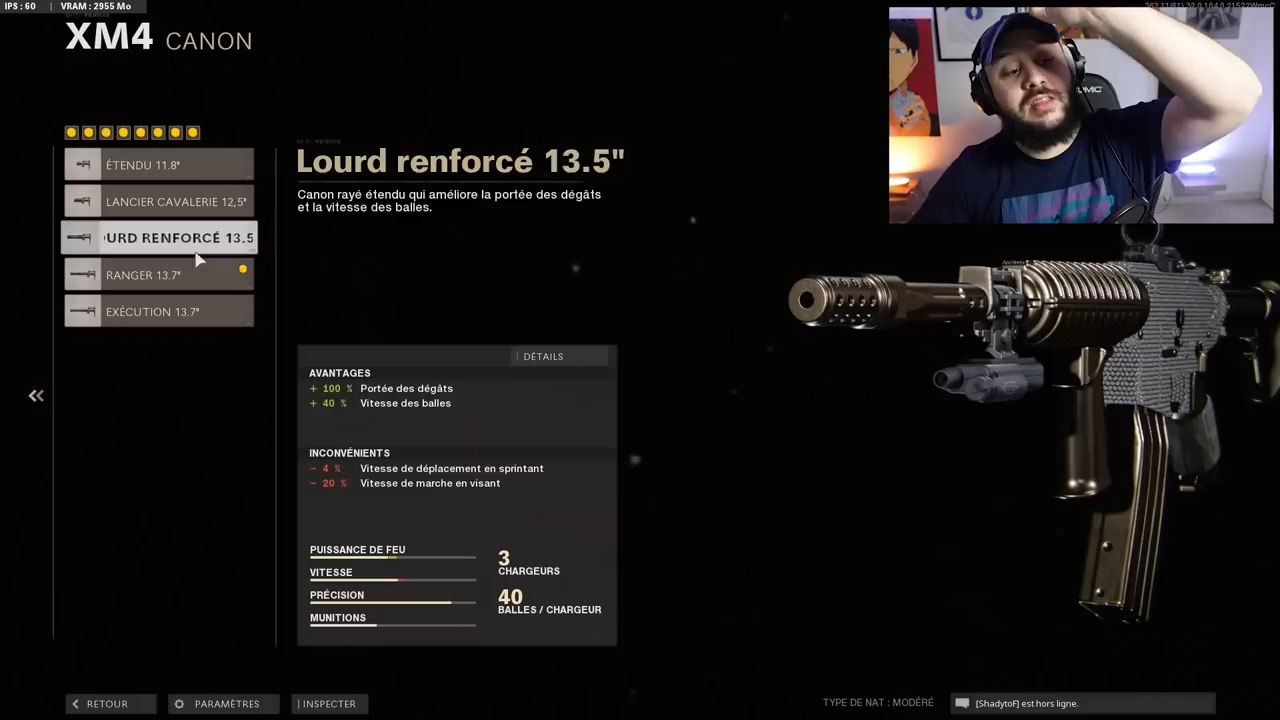 IPS : 60 | VRAM : 2955 Mo
XM4 CANON
ÉTENDU 11.8"
LANCIER CAVALERIE 12,5"
OURD RENFORCÉ 13.5
RANGER 13.7"
EXÉCUTION 13.7"
Lourd renforcé 13.5"
Canon rayé étendu qui améliore la portée des dégâts
et la vitesse des balles.
DÉTAILS
AVANTAGES
+ 100 % Portée des dégâts
+ 40 % Vitesse des balles
INCONVÉNIENTS
- 4 % Vitesse de déplacement en sprintant
- 20 % Vitesse de marche en visant
PUISSANCE DE FEU
VITESSE
PRÉCISION
MUNITIONS
3
CHARGEURS
40
BALLES / CHARGEUR
RETOUR
PARAMÈTRES
INSPECTER
TYPE DE NAT : MODÉRÉ
[ShadytoF] est hors ligne.